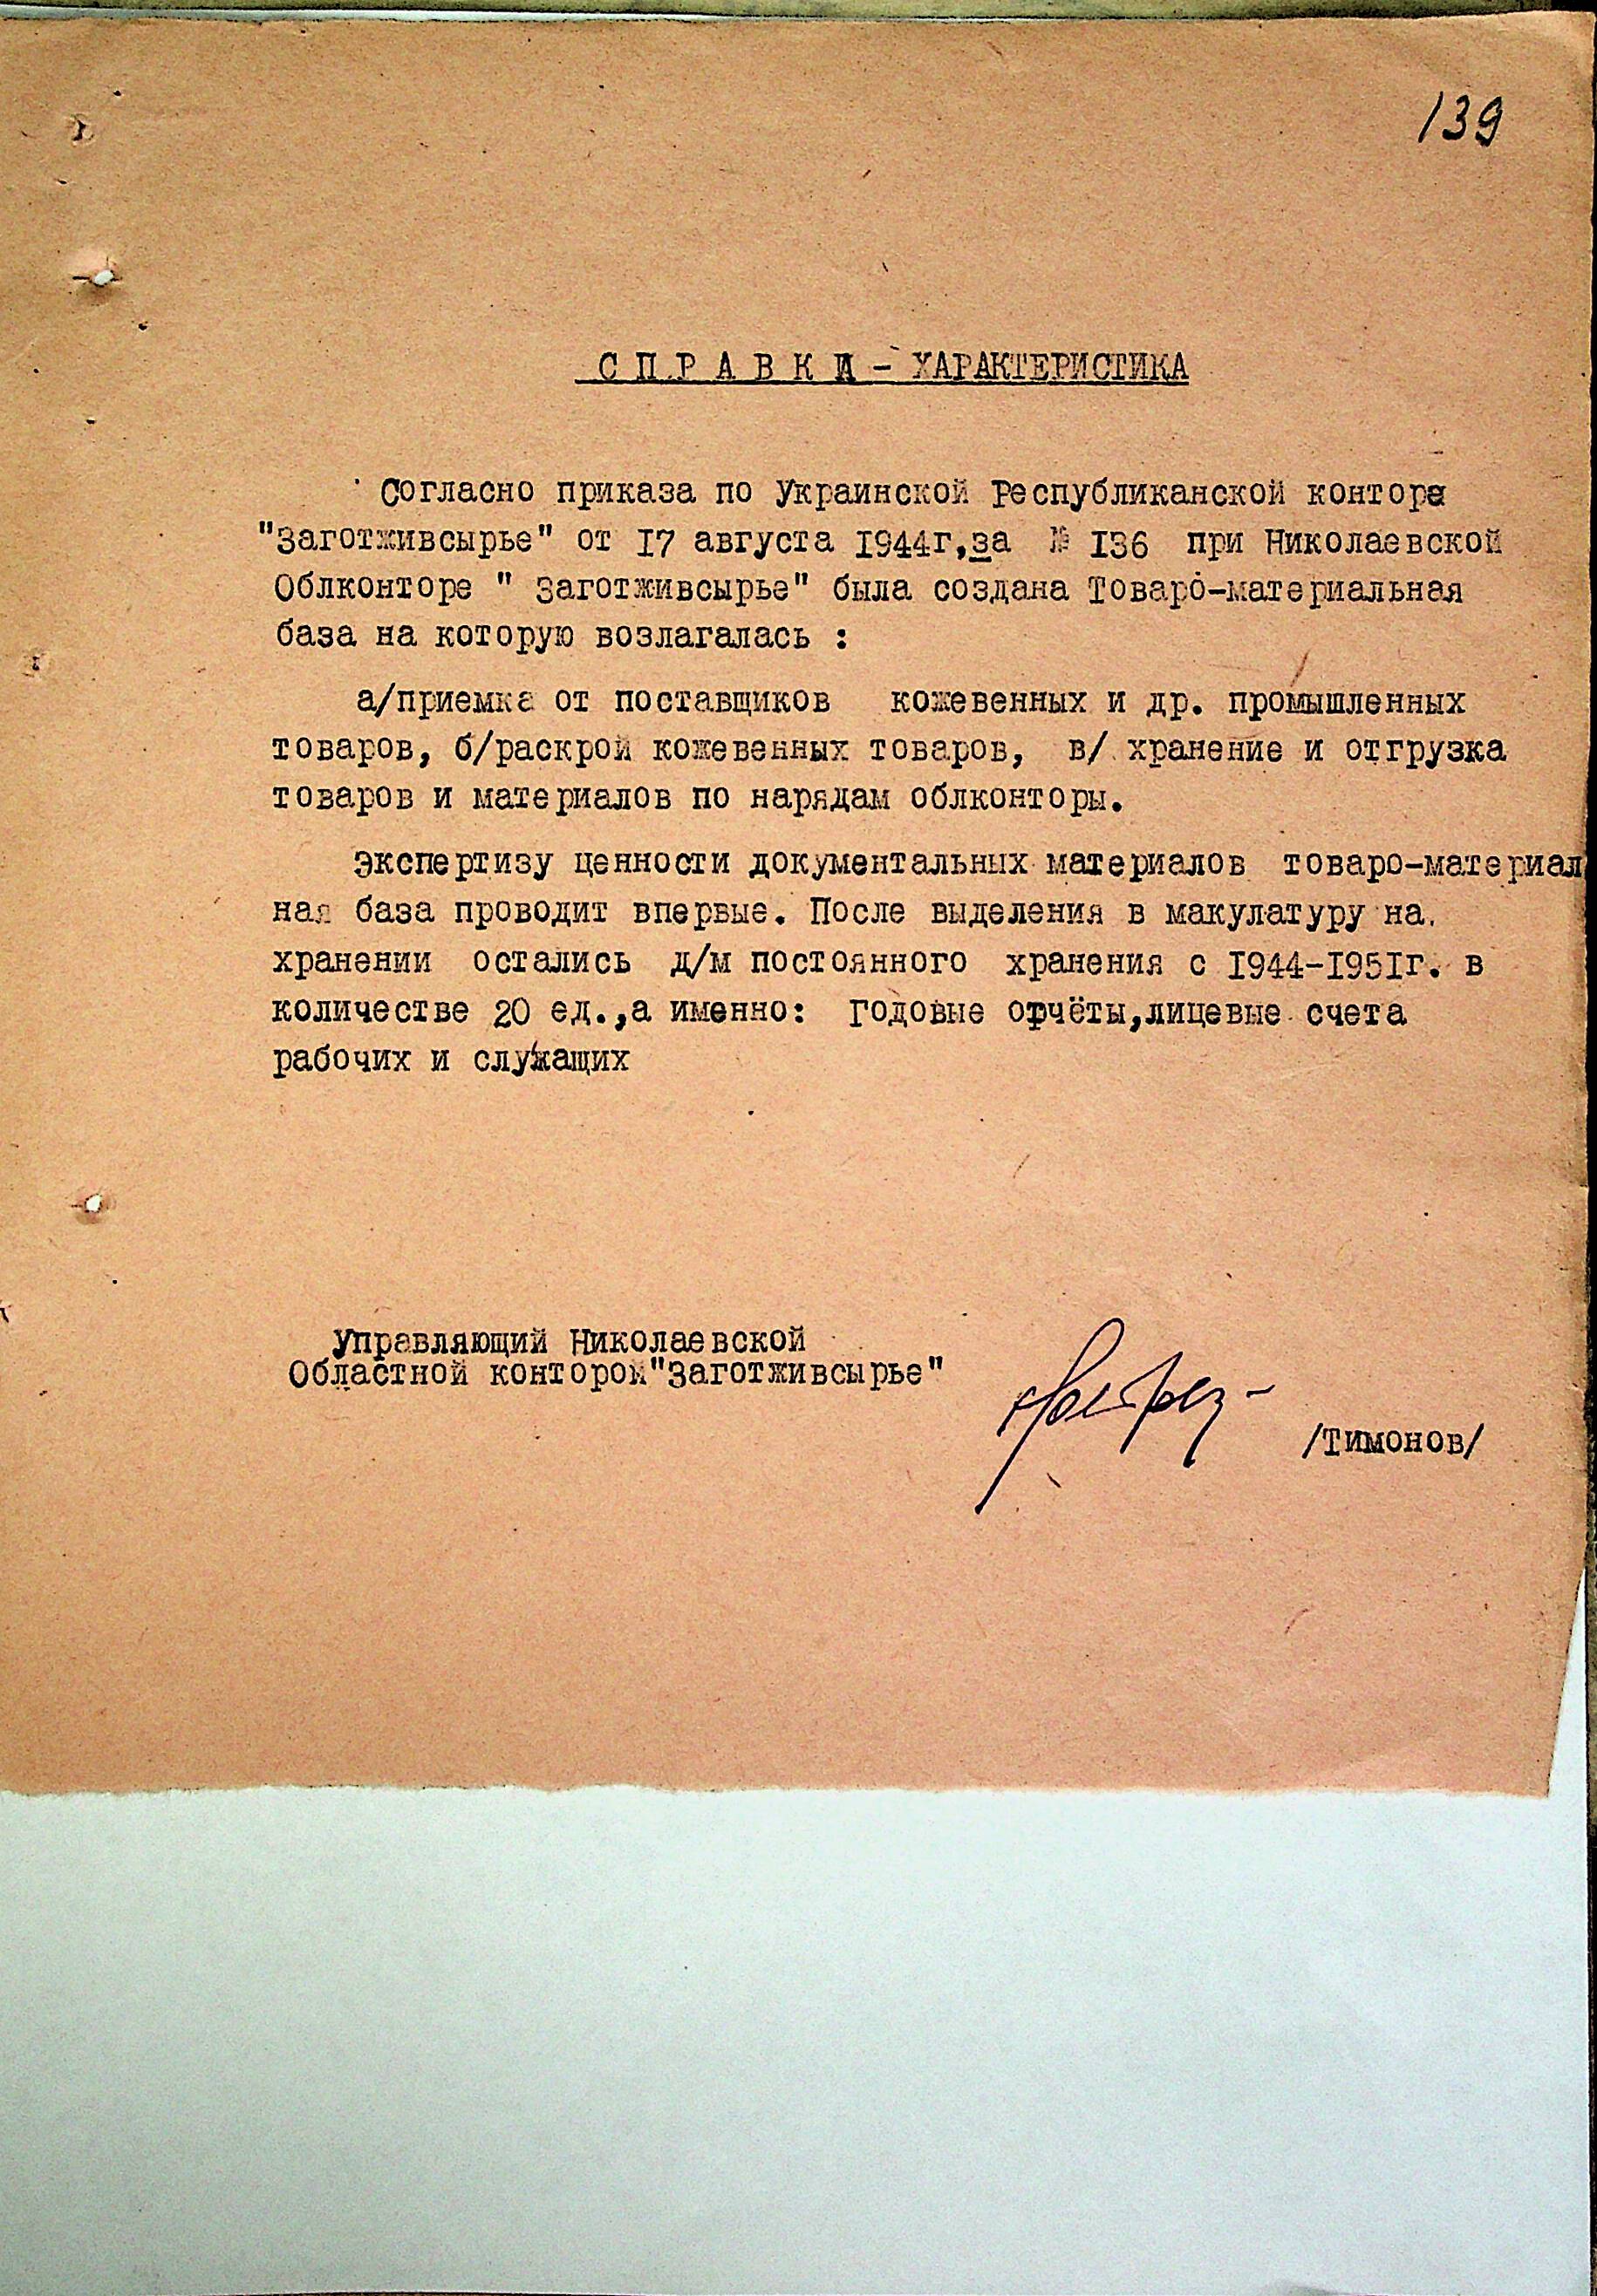 139
С П Р А В К И - ХАРАКТЕРИСТИКА
Согласно приказа по Украинской Республиканской контора
"Заготживсырье" от 17 августа 1944г,за № 136 при Николаевской
Облконторе " Заготживсырье" была создана Товаро-материальная
база на которую возлагалась :
а/приемка от поставщиков кожевенных и др. промышленных
товаров, б/раскрой кожевенных товаров, в/ хранение и отгрузка
товаров и материалов по нарядам облконторы.
Экспертизу ценности документальных материалов товаро-материал
ная база проводит впервые. После выделения в макулатуру на
хранении остались д/м постоянного хранения с 1944-1951г. в
количестве 20 ед.,а именно: Годовые отчёты,лицевые счета
рабочих и служащих
Управляющий Николаевской
Областной конторой"Заготживсырье"
/Тимонов/